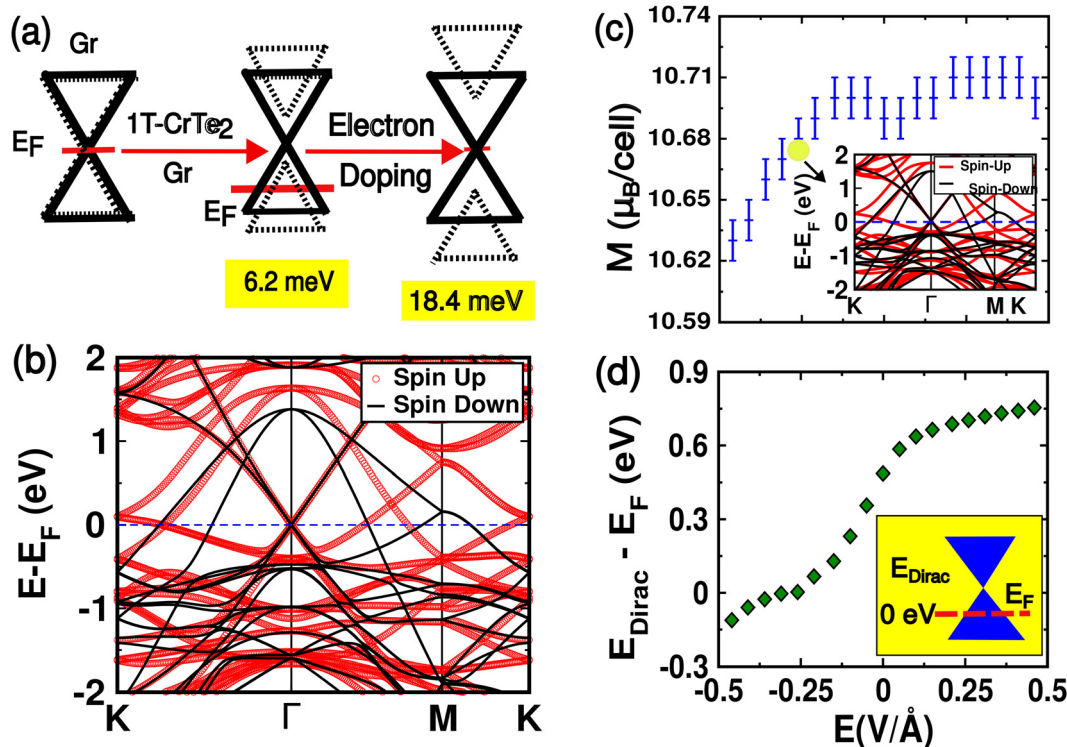 (a)
Gr
E_F
1T-CrTe2
Gr
Electron
Doping
E_F
6.2 meV
18.4 meV
(b)
E-E_F (eV)
2
1
0
-1
-2
Spin Up
Spin Down
K
Γ
M
K
(c)
M (μ_B/cell)
10.74
10.71
10.68
10.65
10.62
10.59
E-E_F (eV)
2
1
0
-1
-2
Spin-Up
Spin-Down
K
Γ
M
K
(d)
E_Dirac - E_F (eV)
0.9
0.6
0.3
0
-0.3
E_Dirac
E_F
0 eV
-0.5
-0.25
0
0.25
0.5
E(V/Å)